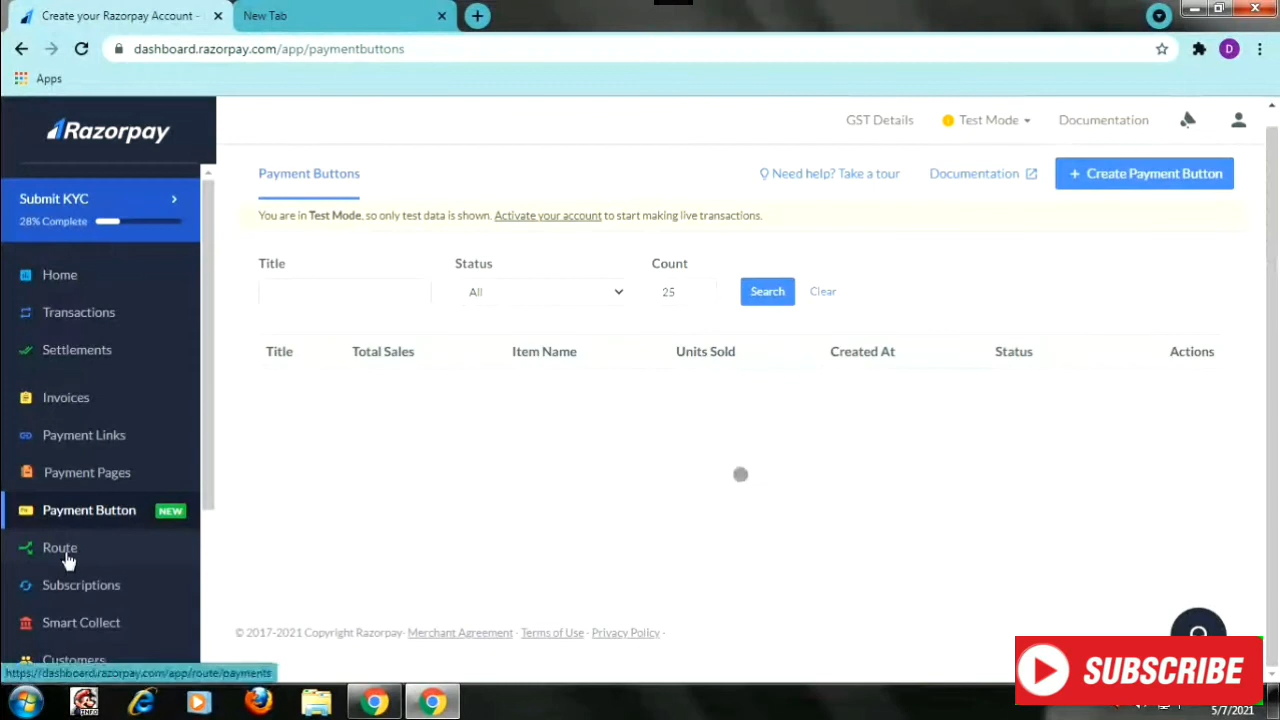 Create your Razorpay Account -
New Tab
dashboard.razorpay.com/app/paymentbuttons
D
Apps
Razorpay
GST Details
Test Mode
Documentation
Submit KYC
28% Complete
Payment Buttons
Need help? Take a tour
Documentation
+ Create Payment Button
You are in Test Mode, so only test data is shown. Activate your account to start making live transactions.
Home
Transactions
Settlements
Invoices
Payment Links
Payment Pages
Payment Button NEW
Route
Subscriptions
Smart Collect
Customers
Title
Status
Count
All
25
Search
Clear
Title Total Sales Item Name Units Sold Created At Status Actions
© 2017-2021 Copyright Razorpay · Merchant Agreement · Terms of Use · Privacy Policy ·
https://dashboard.razorpay.com/app/route/payments
SUBSCRIBE
INFO
5/7/2021